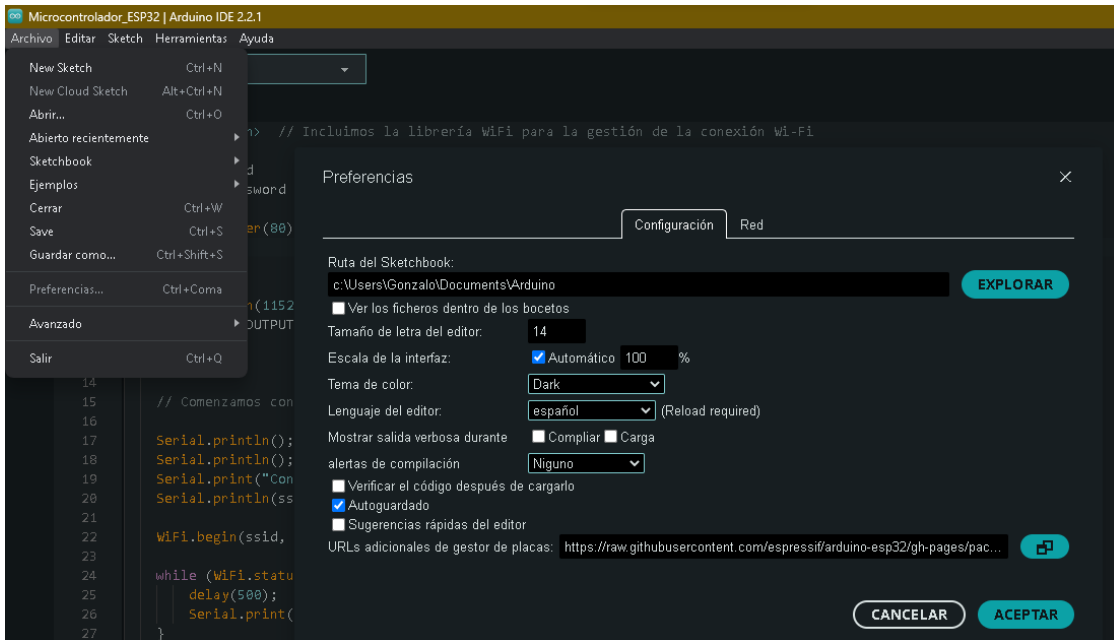 Microcontrolador_ESP32 | Arduino IDE 2.2.1
Archivo Editar Sketch Herramientas Ayuda
New Sketch Ctrl+N
New Cloud Sketch Alt+Ctrl+N
Abrir... Ctrl+O
Abierto recientemente
Sketchbook
Ejemplos
Cerrar Ctrl+W
Save Ctrl+S
Guardar como... Ctrl+Shift+S
Preferencias... Ctrl+Coma
Avanzado
Salir Ctrl+Q
> // Incluimos la librería WiFi para la gestión de la conexión Wi-Fi
d
sword
er(80)
(1152
OUTPUT
14
15 // Comenzamos con
16
17 Serial.println();
18 Serial.println();
19 Serial.print("Con
20 Serial.println(ss
21
22 WiFi.begin(ssid,
23
24 while (WiFi.statu
25 delay(500);
26 Serial.print(
27 }
Preferencias
Configuración Red
Ruta del Sketchbook:
c:\Users\Gonzalo\Documents\Arduino EXPLORAR
Ver los ficheros dentro de los bocetos
Tamaño de letra del editor: 14
Escala de la interfaz: Automático 100 %
Tema de color: Dark
Lenguaje del editor: español (Reload required)
Mostrar salida verbosa durante Compliar Carga
alertas de compilación Niguno
Verificar el código después de cargarlo
Autoguardado
Sugerencias rápidas del editor
URLs adicionales de gestor de placas: https://raw.githubusercontent.com/espressif/arduino-esp32/gh-pages/pac...
CANCELAR ACEPTAR